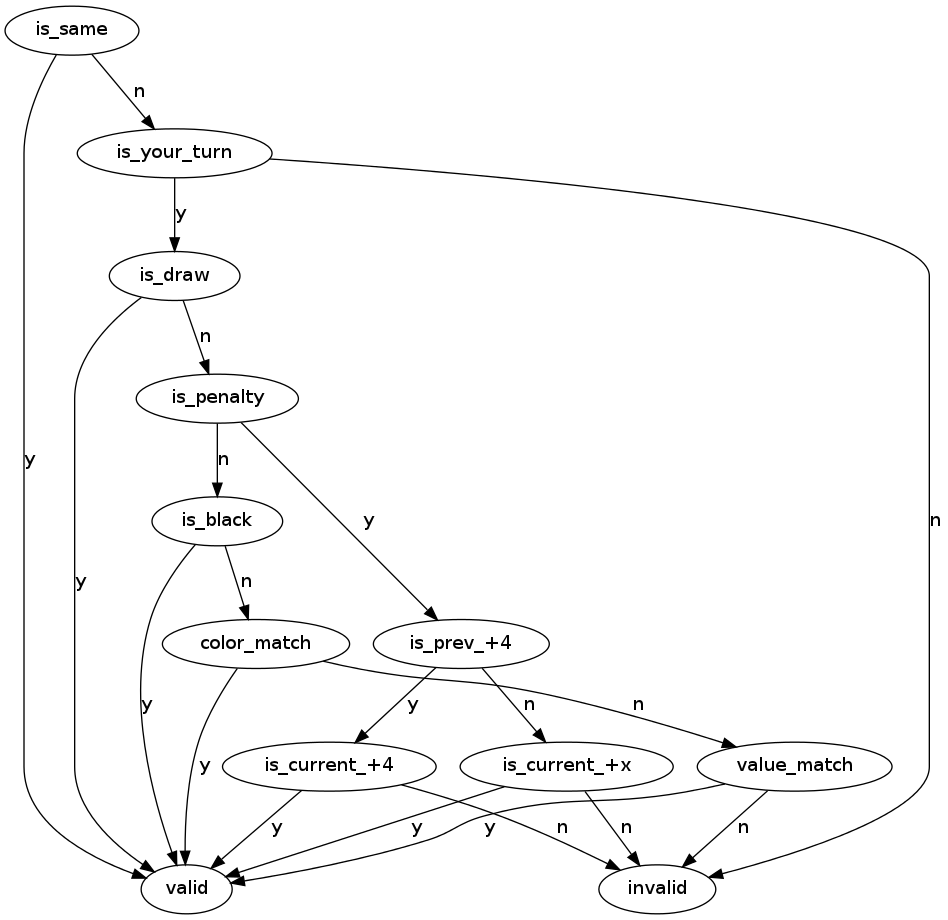 is_same
n
is_your_turn
y
is_draw
n
is_penalty
y
n
y
n
is_black
y
n
color_match
is_prev_+4
y
y
n
n
y
is_current_+4
is_current_+x
value_match
y
y
y
n
n
n
valid
invalid